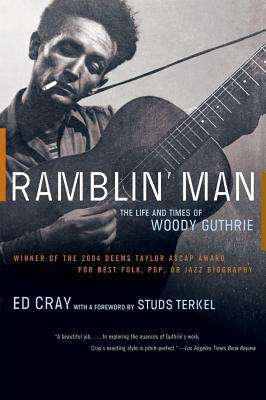 RAMBLIN' MAN
THE LIFE AND TIMES OF
WOODY GUTHRIE
WINNER OF THE 2004 DEEMS TAYLOR ASCAP AWARD
FOR BEST FOLK, POP, OR JAZZ BIOGRAPHY
ED CRAY WITH A FOREWORD BY STUDS TERKEL
"A beautiful job. . . . In exploring the nuances of Guthrie's work,
Cray's exacting style is pitch-perfect."—Los Angeles Times Book Review